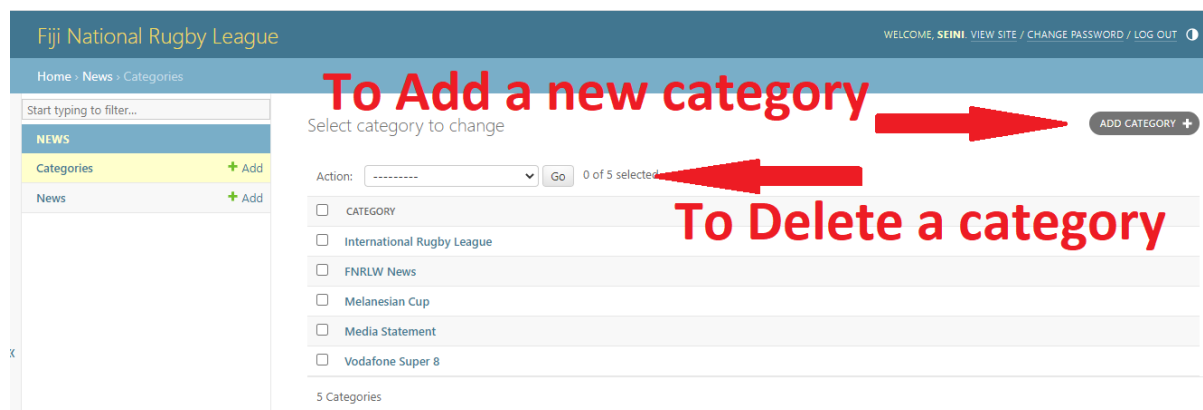 Fiji National Rugby League
WELCOME, SEINI. VIEW SITE / CHANGE PASSWORD / LOG OUT
Home › News › Categories
To Add a new category
Start typing to filter...
Select category to change
ADD CATEGORY +
NEWS
Categories
+ Add
News
+ Add
Action: --------- Go 0 of 5 selected
To Delete a category
CATEGORY
International Rugby League
FNRLW News
Melanesian Cup
Media Statement
Vodafone Super 8
5 Categories